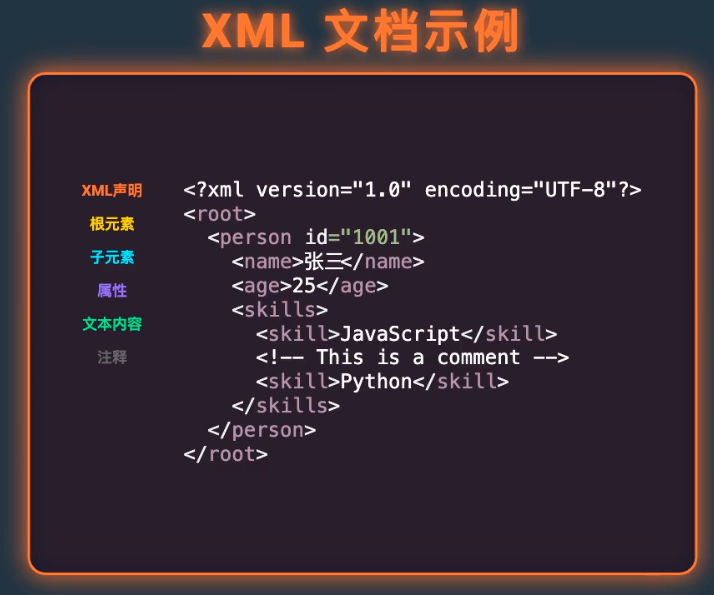 XML 文档示例
XML声明
根元素
子元素
属性
文本内容
注释
<?xml version="1.0" encoding="UTF-8"?>
<root>
  <person id="1001">
    <name>张三</name>
    <age>25</age>
    <skills>
      <skill>JavaScript</skill>
      <!-- This is a comment -->
      <skill>Python</skill>
    </skills>
  </person>
</root>